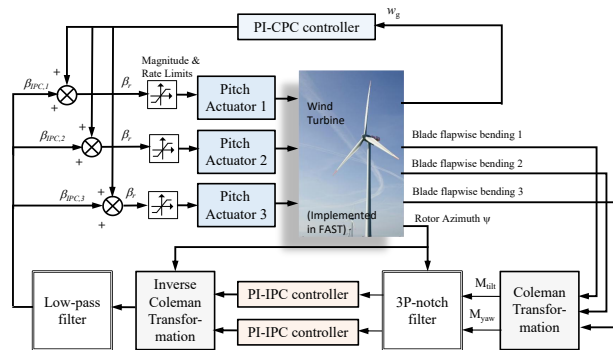 PI-CPC controller
w_g
Magnitude &
Rate Limits
+
+
β_IPC,1
β_r
Pitch
Actuator 1
Wind
Turbine
+
+
β_IPC,2
β_r
Pitch
Actuator 2
Blade flapwise bending 1
Blade flapwise bending 2
+
+
β_IPC,3
β_r
Pitch
Actuator 3
Blade flapwise bending 3
(Implemented
in FAST)
Rotor Azimuth ψ
Low-pass
filter
Inverse
Coleman
Transfor-
mation
PI-IPC controller
PI-IPC controller
3P-notch
filter
M_tilt
M_yaw
Coleman
Transfor-
mation